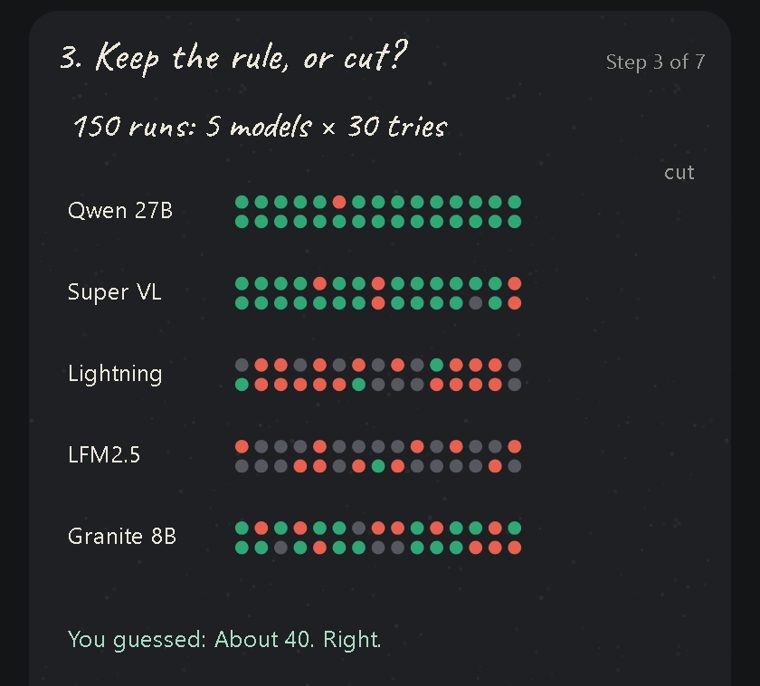 3. Keep the rule, or cut?
Step 3 of 7
150 runs: 5 models × 30 tries
cut
Qwen 27B
Super VL
Lightning
LFM2.5
Granite 8B
You guessed: About 40. Right.